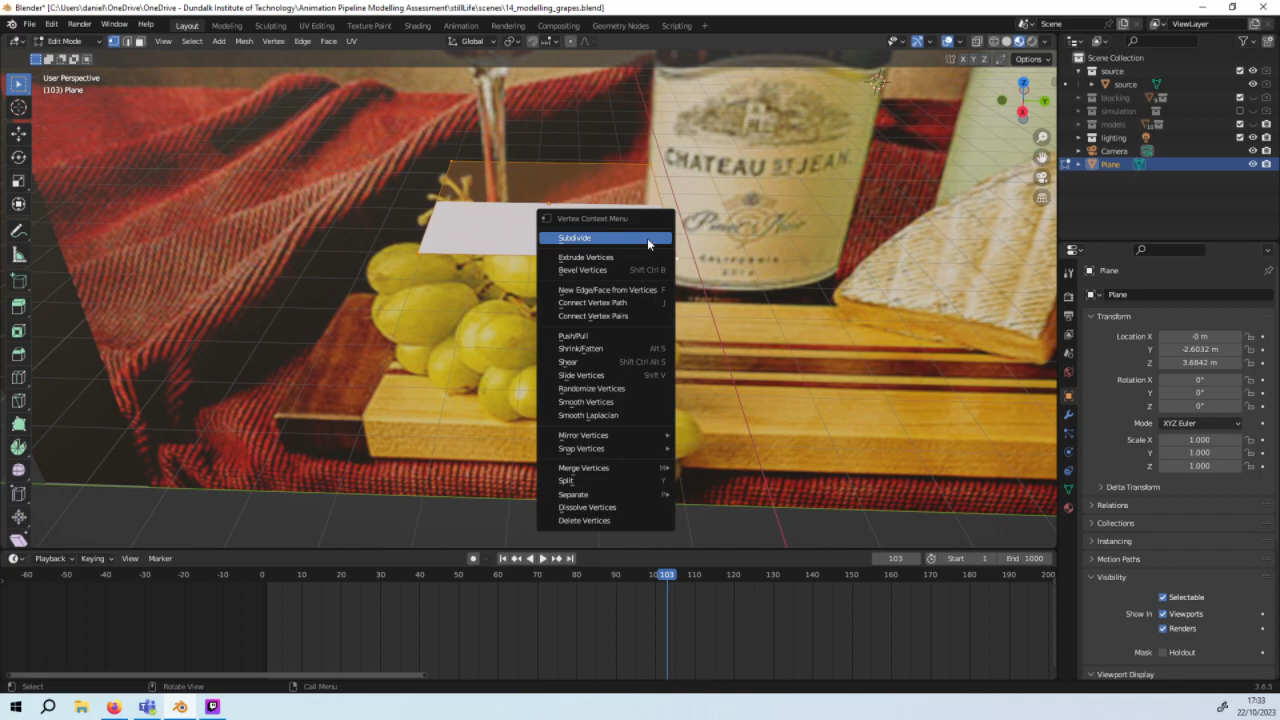 Blender* [C:\Users\daniel\OneDrive\OneDrive - Dundalk Institute of Technology\Animation Pipeline Modelling Assessment\stillLife\scenes\14_modelling_grapes.blend]
File Edit Render Window Help Layout Modeling Sculpting UV Editing Texture Paint Shading Animation Rendering Compositing Geometry Nodes Scripting + Scene ViewLayer
Edit Mode View Select Add Mesh Vertex Edge Face UV Global
X Y Z Options
User Perspective
(103) Plane
Z
Y
X
CHATEAU ST JEAN
Pinot Noir
CALIFORNIA
Vertex Context Menu
Subdivide
Extrude Vertices
Bevel Vertices Shift Ctrl B
New Edge/Face from Vertices F
Connect Vertex Path J
Connect Vertex Pairs
Push/Pull
Shrink/Fatten Alt S
Shear Shift Ctrl Alt S
Slide Vertices Shift V
Randomize Vertices
Smooth Vertices
Smooth Laplacian
Mirror Vertices
Snap Vertices
Merge Vertices M
Split Y
Separate P
Dissolve Vertices
Delete Vertices
Scene Collection
source
source
blocking
simulation
models
lighting
Camera
Plane
Plane
Plane
Transform
Location X -0 m
Y -2.6032 m
Z 3.6842 m
Rotation X 0°
Y 0°
Z 0°
Mode XYZ Euler
Scale X 1.000
Y 1.000
Z 1.000
Delta Transform
Relations
Collections
Instancing
Motion Paths
Visibility
Selectable
Show In Viewports
Renders
Mask Holdout
Viewport Display
Playback Keying View Marker 103 Start 1 End 1000
-60 -50 -40 -30 -20 -10 0 10 20 30 40 50 60 70 80 90 103 110 120 130 140 150 160 170 180 190 200
Select Rotate View Call Menu 3.6.5
17:33
22/10/2023